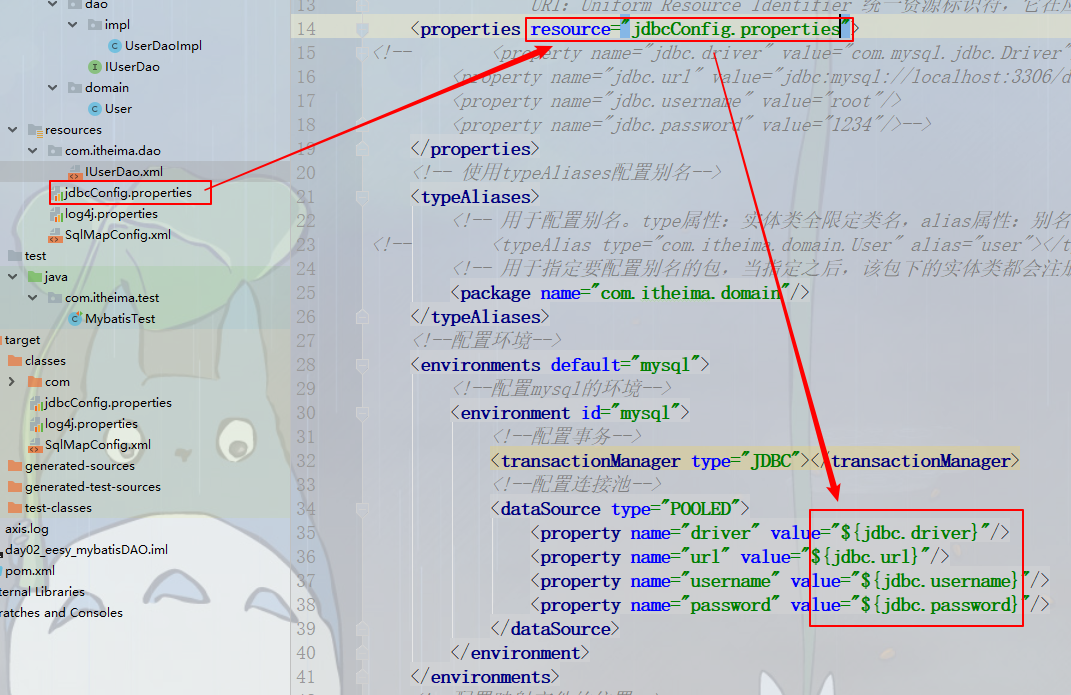 dao
impl
UserDaoImpl
IUserDao
domain
User
resources
com.itheima.dao
IUserDao.xml
jdbcConfig.properties
log4j.properties
SqlMapConfig.xml
test
java
com.itheima.test
MybatisTest
target
classes
com
jdbcConfig.properties
log4j.properties
SqlMapConfig.xml
generated-sources
generated-test-sources
test-classes
axis.log
day02_eesy_mybatisDAO.iml
pom.xml
ternal Libraries
ratches and Consoles
13 URI: Uniform Resource Identifier 统一资源标识符，它在应
14 <properties resource="jdbcConfig.properties">
15 <!-- <property name="jdbc.driver" value="com.mysql.jdbc.Driver"
16 <property name="jdbc.url" value="jdbc:mysql://localhost:3306/
17 <property name="jdbc.username" value="root"/>
18 <property name="jdbc.password" value="1234"/>-->
19 </properties>
20 <!-- 使用typeAliases配置别名-->
21 <typeAliases>
22 <!-- 用于配置别名。type属性：实体类全限定类名，alias属性：别名
23 <!-- <typeAlias type="com.itheima.domain.User" alias="user"></t
24 <!-- 用于指定要配置别名的包，当指定之后，该包下的实体类都会注册
25 <package name="com.itheima.domain"/>
26 </typeAliases>
27 <!--配置环境-->
28 <environments default="mysql">
29 <!--配置mysql的环境-->
30 <environment id="mysql">
31 <!--配置事务-->
32 <transactionManager type="JDBC"></transactionManager>
33 <!--配置连接池-->
34 <dataSource type="POOLED">
35 <property name="driver" value="${jdbc.driver}"/>
36 <property name="url" value="${jdbc.url}"/>
37 <property name="username" value="${jdbc.username}"/>
38 <property name="password" value="${jdbc.password}"/>
39 </dataSource>
40 </environment>
41 </environments>